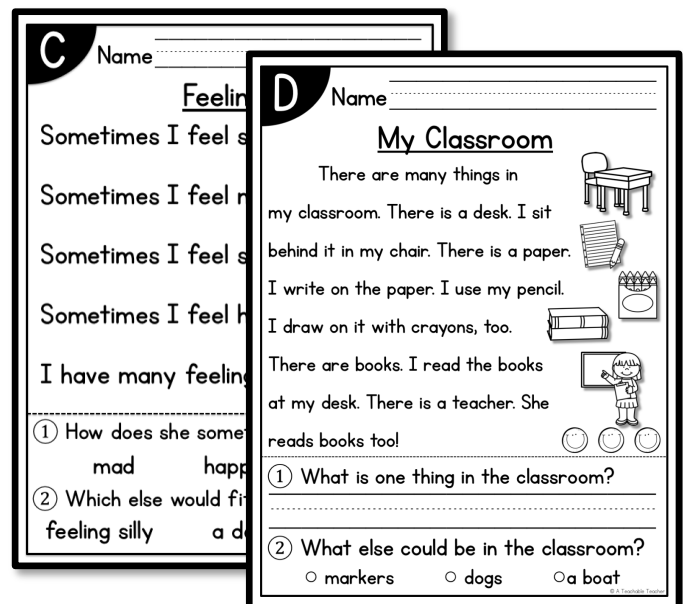 C
Name
Feelin
Sometimes I feel s
Sometimes I feel
Sometimes I feel s
Sometimes I feel h
I have many feeling
1 How does she somet
mad happ
2 Which else would fit
feeling silly a d
D
Name
My Classroom
There are many things in
my classroom. There is a desk. I sit
behind it in my chair. There is a paper.
I write on the paper. I use my pencil.
I draw on it with crayons, too.
There are books. I read the books
at my desk. There is a teacher. She
reads books too!
1 What is one thing in the classroom?
2 What else could be in the classroom?
○ markers ○ dogs ○ a boat
© A Teachable Teacher